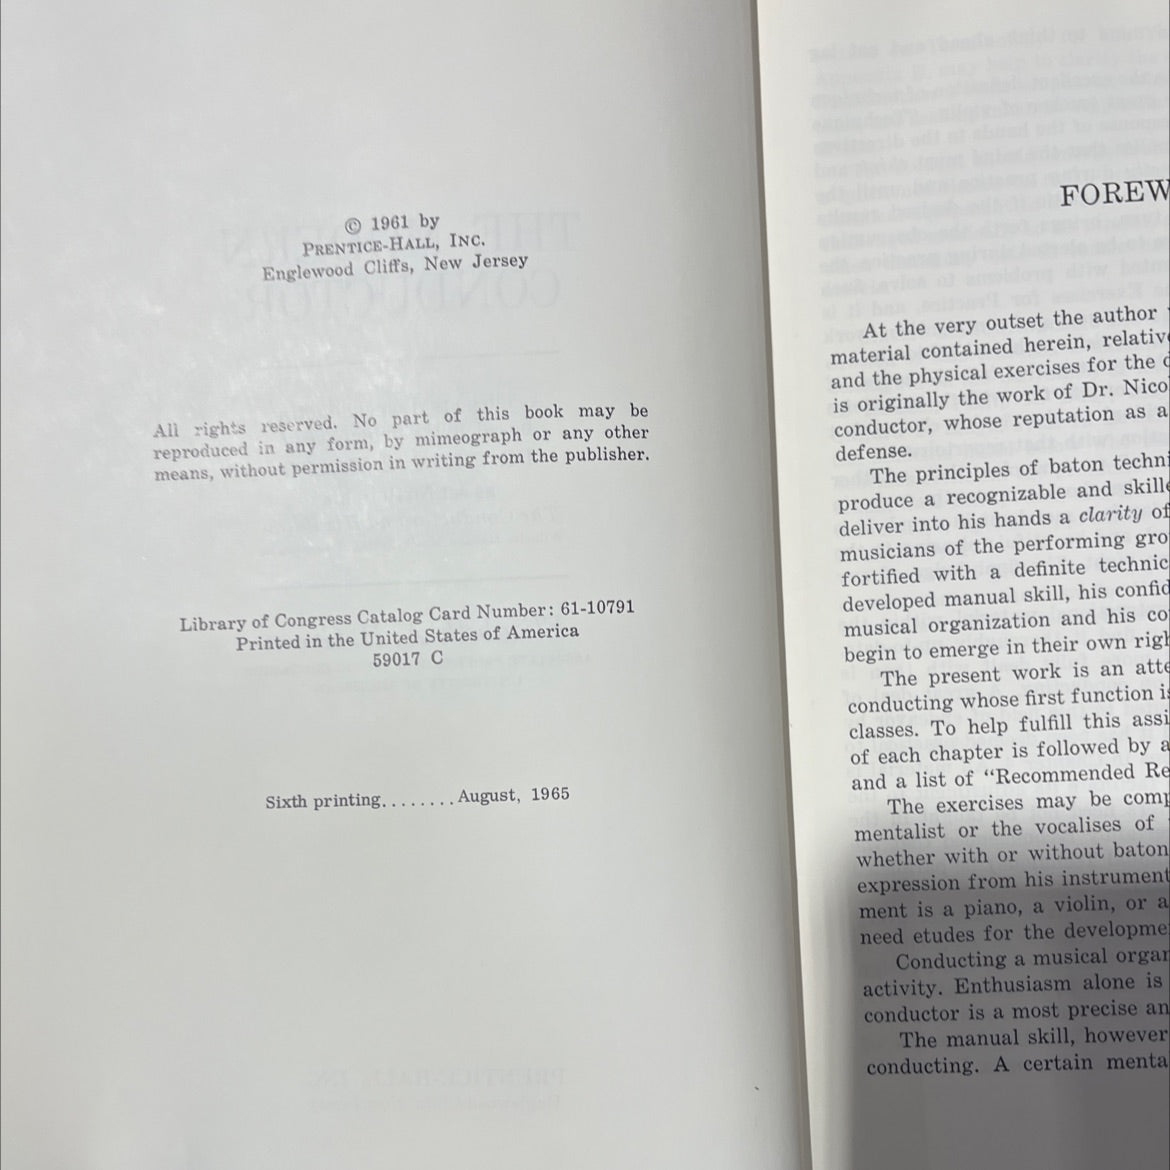 © 1961 by
PRENTICE-HALL, INC.
Englewood Cliffs, New Jersey
All rights reserved. No part of this book may be
reproduced in any form, by mimeograph or any other
means, without permission in writing from the publisher.
Library of Congress Catalog Card Number: 61-10791
Printed in the United States of America
59017 C
Sixth printing........August, 1965
FOREW
At the very outset the author
material contained herein, relativ
and the physical exercises for the
is originally the work of Dr. Nico
conductor, whose reputation as a
defense.
The principles of baton techni
produce a recognizable and skille
deliver into his hands a clarity of
musicians of the performing gro
fortified with a definite technic
developed manual skill, his confid
musical organization and his co
begin to emerge in their own righ
The present work is an atte
conducting whose first function is
classes. To help fulfill this assi
of each chapter is followed by a
and a list of “Recommended Re
The exercises may be comp
mentalist or the vocalises of
whether with or without baton
expression from his instrument
ment is a piano, a violin, or a
need etudes for the developme
Conducting a musical organ
activity. Enthusiasm alone is
conductor is a most precise an
The manual skill, however
conducting. A certain menta